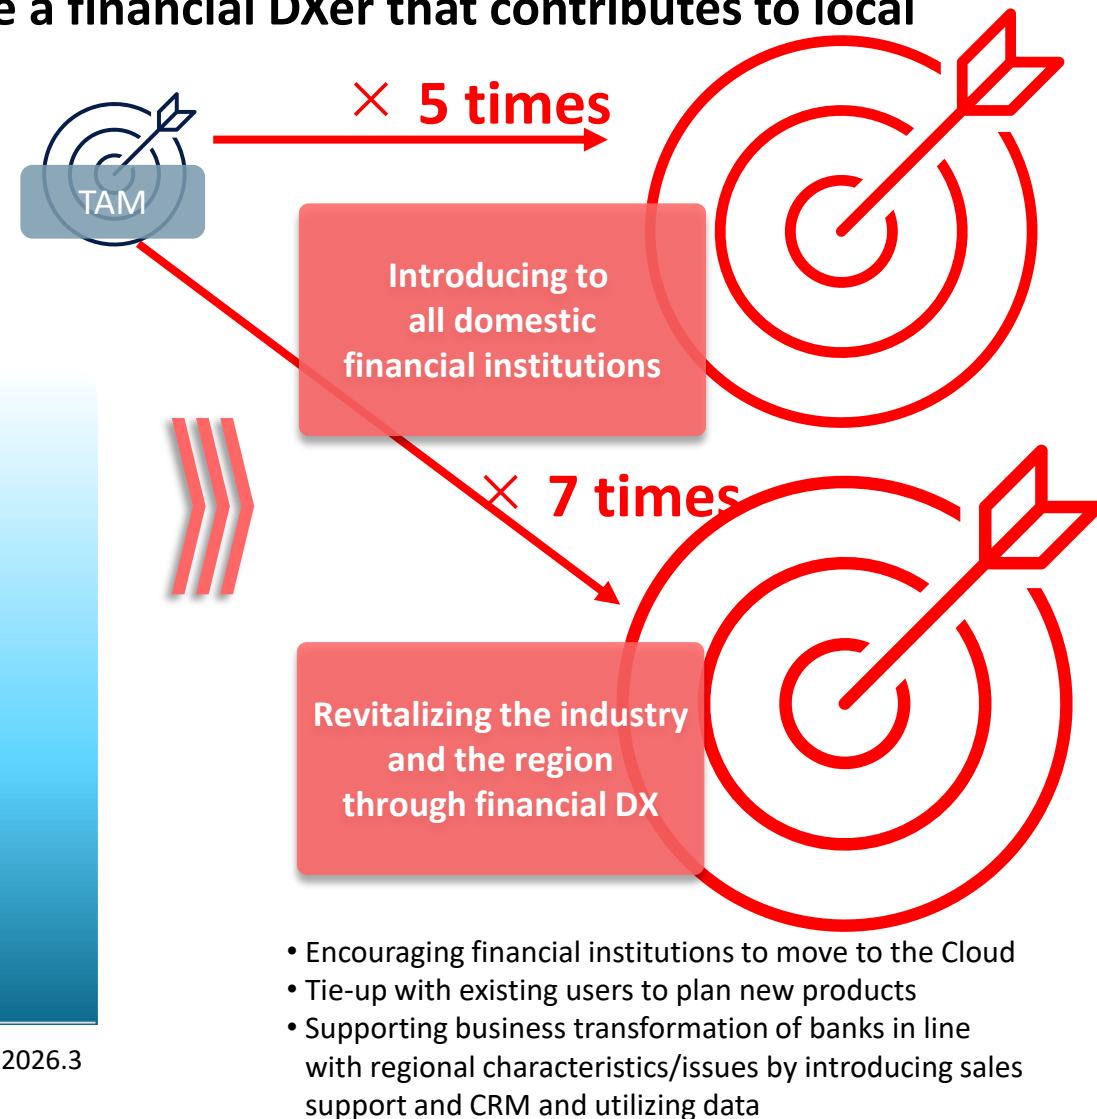 e a financial DXer that contributes to local
× 5 times
TAM
Introducing to
all domestic
financial institutions
× 7 times
Revitalizing the industry
and the region
through financial DX
• Encouraging financial institutions to move to the Cloud
• Tie-up with existing users to plan new products
• Supporting business transformation of banks in line
with regional characteristics/issues by introducing sales
support and CRM and utilizing data
2026.3